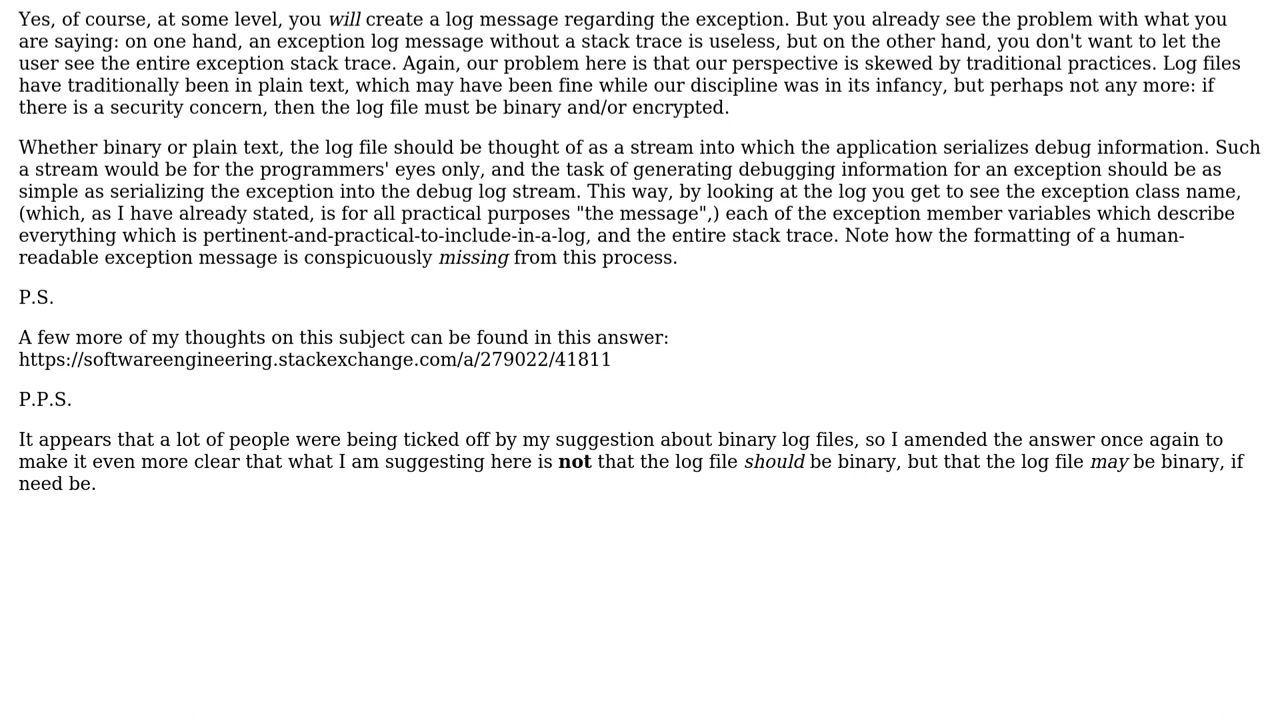 Yes, of course, at some level, you will create a log message regarding the exception. But you already see the problem with what you
are saying: on one hand, an exception log message without a stack trace is useless, but on the other hand, you don't want to let the
user see the entire exception stack trace. Again, our problem here is that our perspective is skewed by traditional practices. Log files
have traditionally been in plain text, which may have been fine while our discipline was in its infancy, but perhaps not any more: if
there is a security concern, then the log file must be binary and/or encrypted.
Whether binary or plain text, the log file should be thought of as a stream into which the application serializes debug information. Such
a stream would be for the programmers' eyes only, and the task of generating debugging information for an exception should be as
simple as serializing the exception into the debug log stream. This way, by looking at the log you get to see the exception class name,
(which, as I have already stated, is for all practical purposes "the message",) each of the exception member variables which describe
everything which is pertinent-and-practical-to-include-in-a-log, and the entire stack trace. Note how the formatting of a human-
readable exception message is conspicuously missing from this process.
P.S.
A few more of my thoughts on this subject can be found in this answer:
https://softwareengineering.stackexchange.com/a/279022/41811
P.P.S.
It appears that a lot of people were being ticked off by my suggestion about binary log files, so I amended the answer once again to
make it even more clear that what I am suggesting here is not that the log file should be binary, but that the log file may be binary, if
need be.